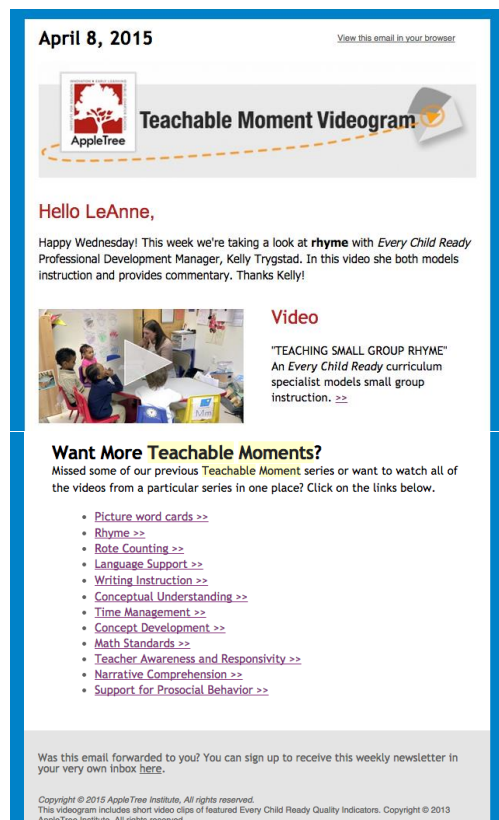 April 8, 2015
View this email in your browser
AppleTree
Teachable Moment Videogram
Hello LeAnne,
Happy Wednesday! This week we're taking a look at rhyme with Every Child Ready
Professional Development Manager, Kelly Trygstad. In this video she both models
instruction and provides commentary. Thanks Kelly!
Video
"TEACHING SMALL GROUP RHYME"
An Every Child Ready curriculum
specialist models small group
instruction. >>
Want More Teachable Moments?
Missed some of our previous Teachable Moment series or want to watch all of
the videos from a particular series in one place? Click on the links below.
• Picture word cards >>
• Rhyme >>
• Rote Counting >>
• Language Support >>
• Writing Instruction >>
• Conceptual Understanding >>
• Time Management >>
• Concept Development >>
• Math Standards >>
• Teacher Awareness and Responsivity >>
• Narrative Comprehension >>
• Support for Prosocial Behavior >>
Was this email forwarded to you? You can sign up to receive this weekly newsletter in
your very own inbox here.
Copyright © 2015 AppleTree Institute, All rights reserved.
This videogram includes short video clips of featured Every Child Ready Quality Indicators. Copyright © 2013
AppleTree Institute. All rights reserved.